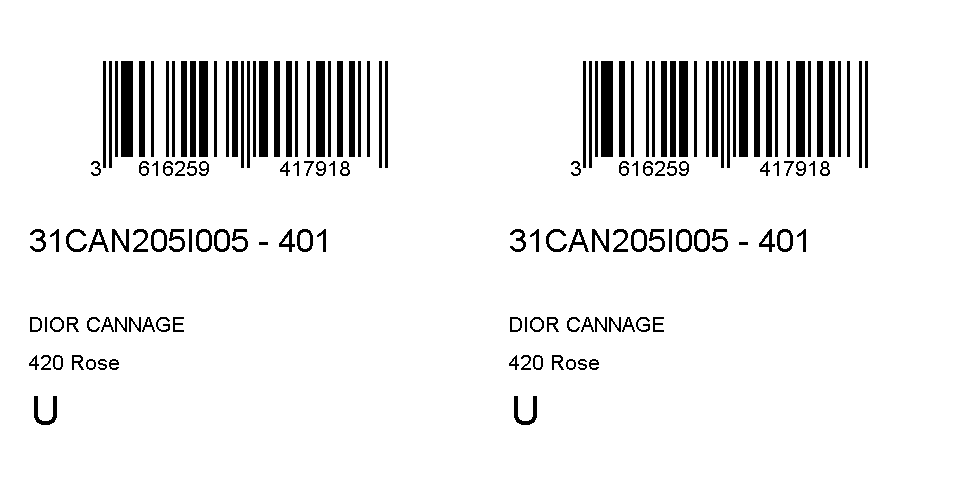 3 616259 417918
31CAN205I005 - 401
DIOR CANNAGE
420 Rose
U
3 616259 417918
31CAN205I005 - 401
DIOR CANNAGE
420 Rose
U